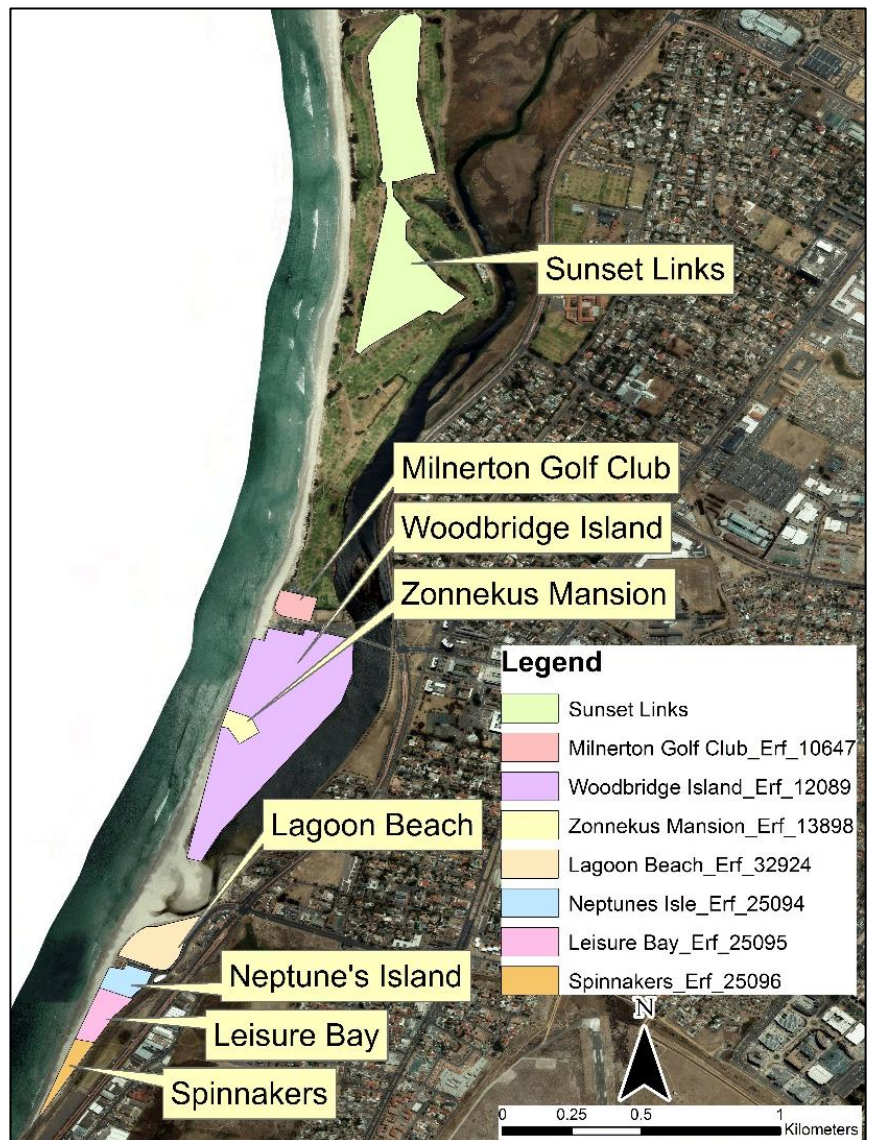 Sunset Links
Milnerton Golf Club
Woodbridge Island
Zonnekus Mansion
Legend
Sunset Links
Milnerton Golf Club_Erf_10647
Woodbridge Island_Erf_12089
Zonnekus Mansion_Erf_13898
Lagoon Beach_Erf_32924
Neptunes Isle_Erf_25094
Leisure Bay_Erf_25095
Spinnakers_Erf_25096
Lagoon Beach
Neptune's Island
Leisure Bay
Spinnakers
N
0 0.25 0.5 1
Kilometers